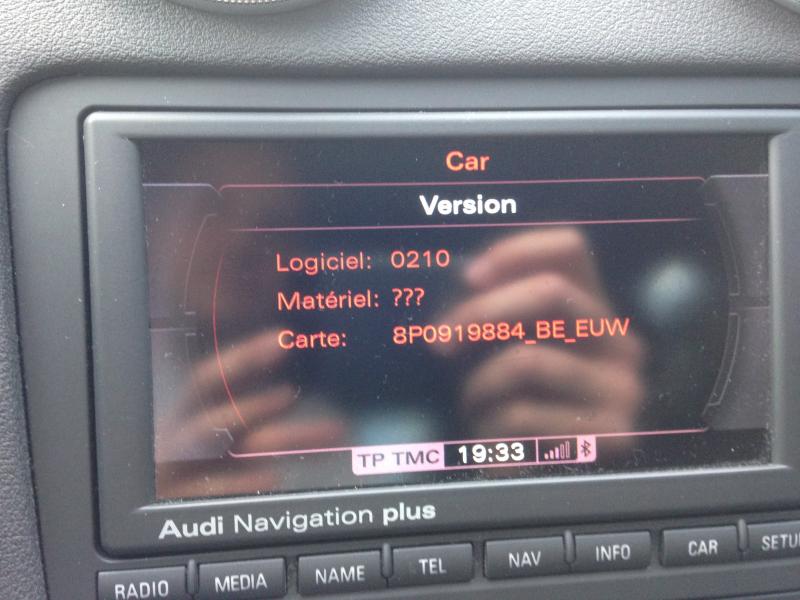 Car
Version
Logiciel: 0210
Matériel: ???
Carte: 8P0919884_BE_EUW
TP TMC 19:33
Audi Navigation plus
RADIO MEDIA NAME TEL NAV INFO CAR SETU